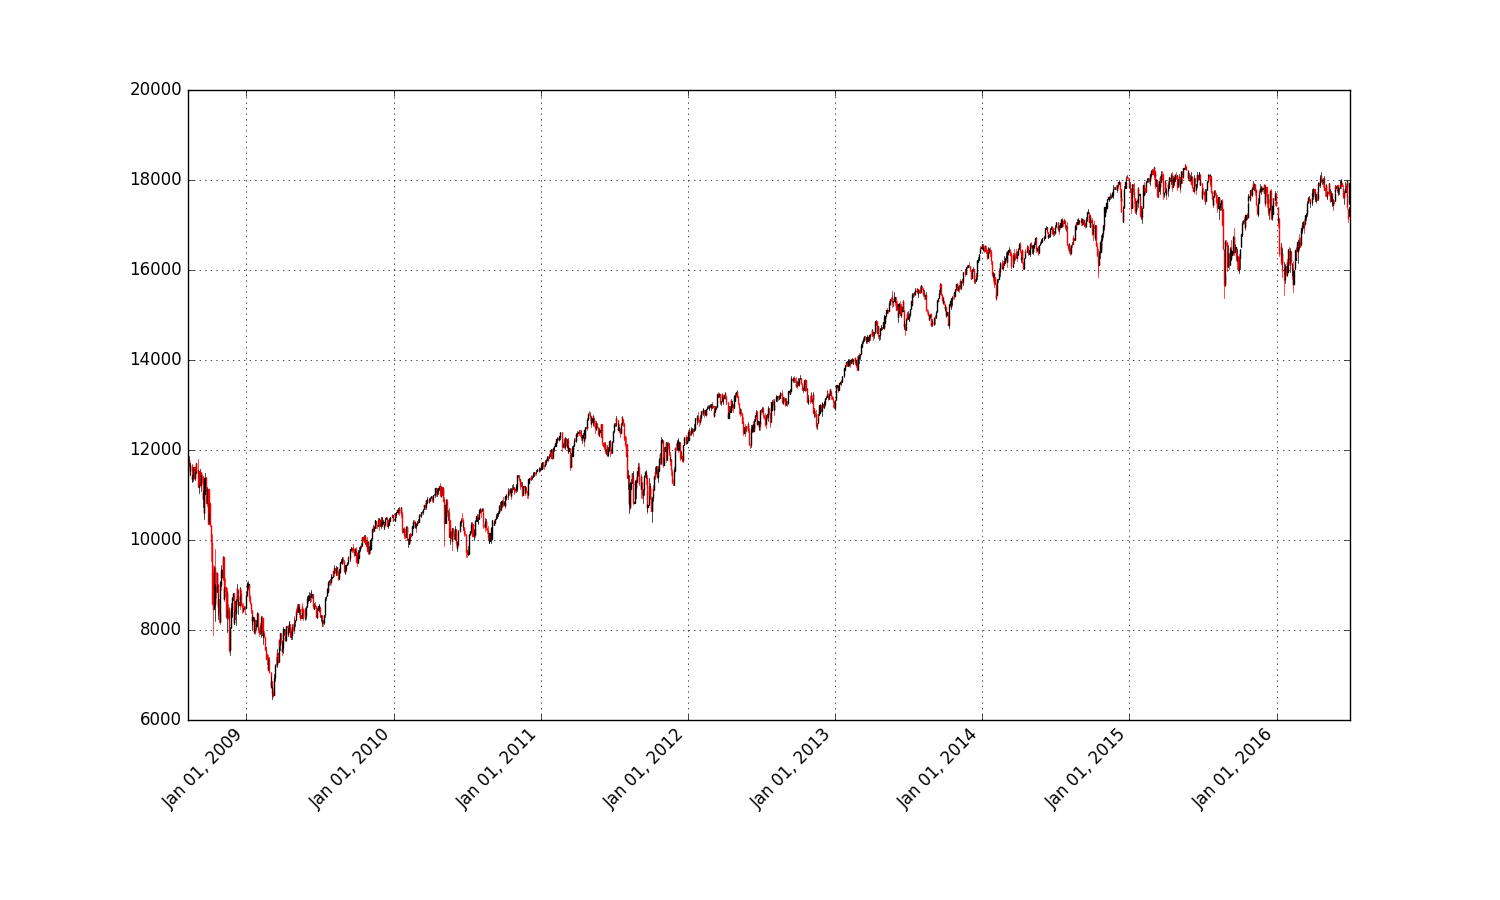 20000
18000
16000
14000
12000
10000
8000
6000
Jan 01, 2009
Jan 01, 2010
Jan 01, 2011
Jan 01, 2012
Jan 01, 2013
Jan 01, 2014
Jan 01, 2015
Jan 01, 2016